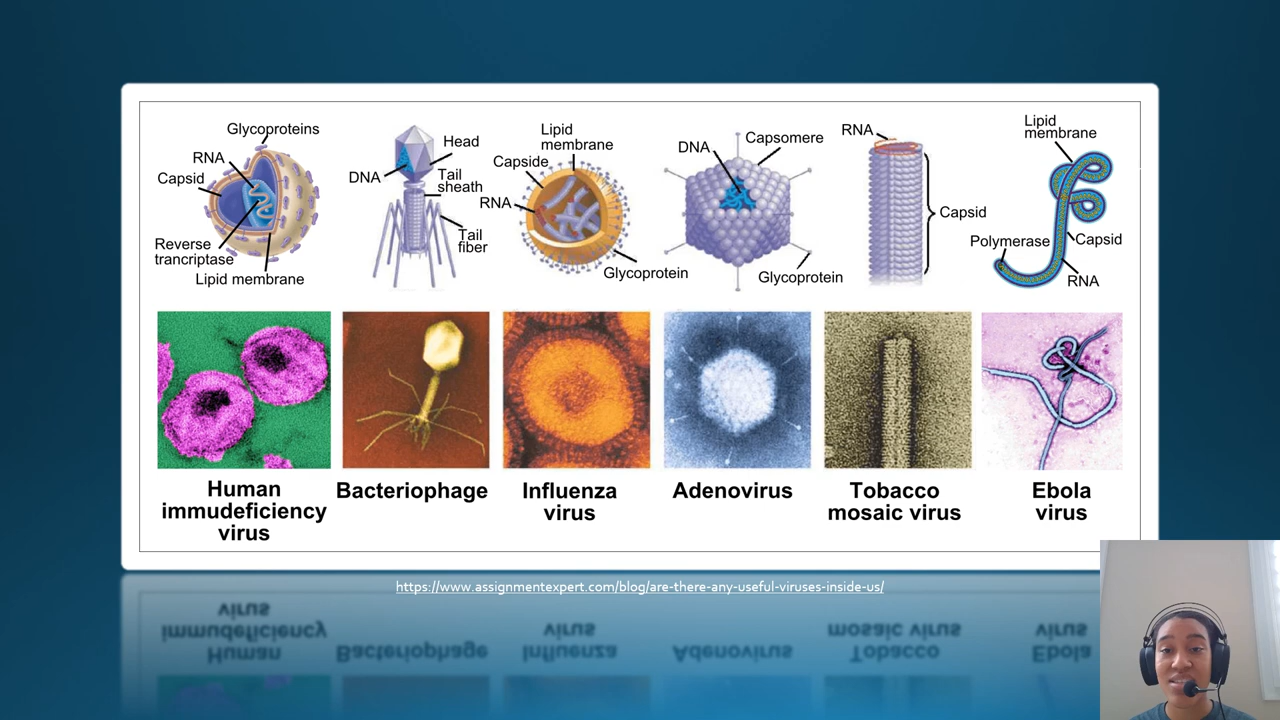 Glycoproteins
RNA
Capsid
Reverse
trancriptase
Lipid membrane
Head
DNA
Tail
sheath
Tail
fiber
Lipid
membrane
Capside
RNA
Glycoprotein
DNA
Capsomere
Glycoprotein
RNA
Capsid
Lipid
membrane
Polymerase
Capsid
RNA
Human
immudeficiency
virus
Bacteriophage
Influenza
virus
Adenovirus
Tobacco
mosaic virus
Ebola
virus
https://www.assignmentexpert.com/blog/are-there-any-useful-viruses-inside-us/